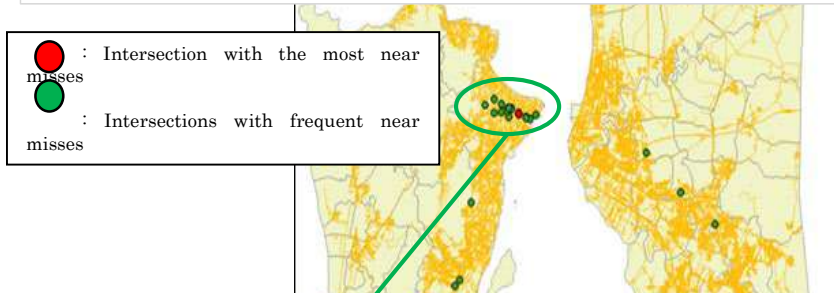 : Intersection with the most near
misses
: Intersections with frequent near
misses